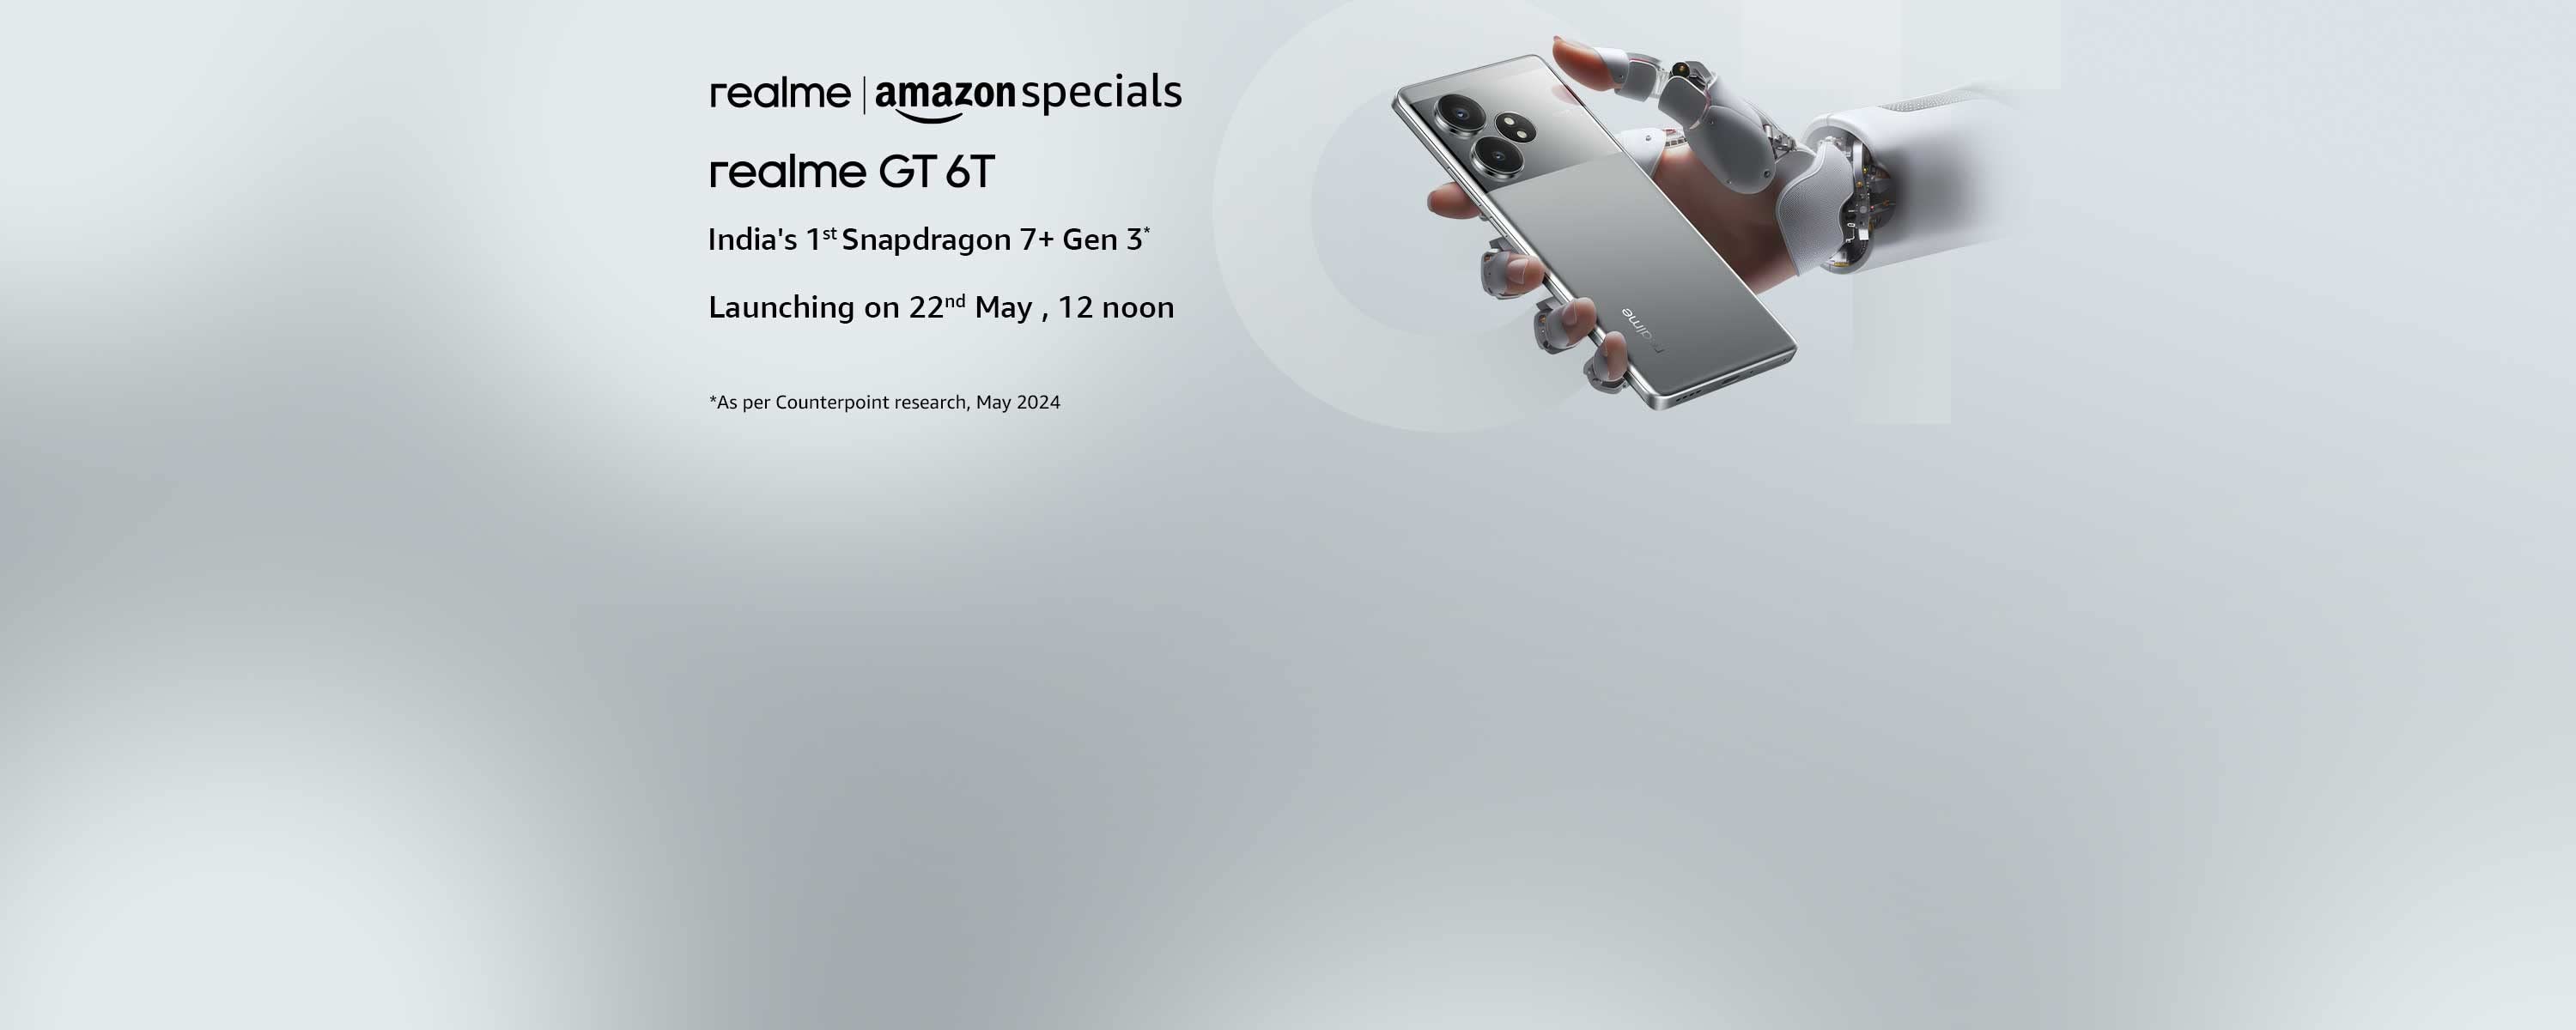 realme | amazon specials
realme GT 6T
India's 1st Snapdragon 7+ Gen 3*
Launching on 22nd May , 12 noon
*As per Counterpoint research, May 2024
realme
GT